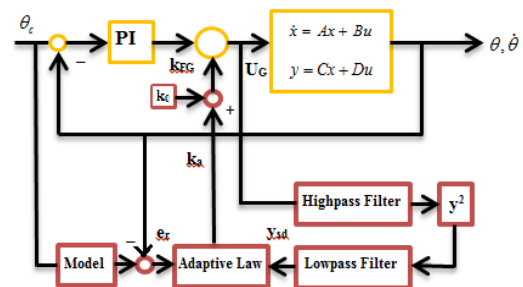 θc
PI
kFG
UG
ẋ = Ax + Bu
y = Cx + Du
θ, θ̇
−
k0
+
ka
Highpass Filter
y²
−
er
ysd
Model
Adaptive Law
Lowpass Filter